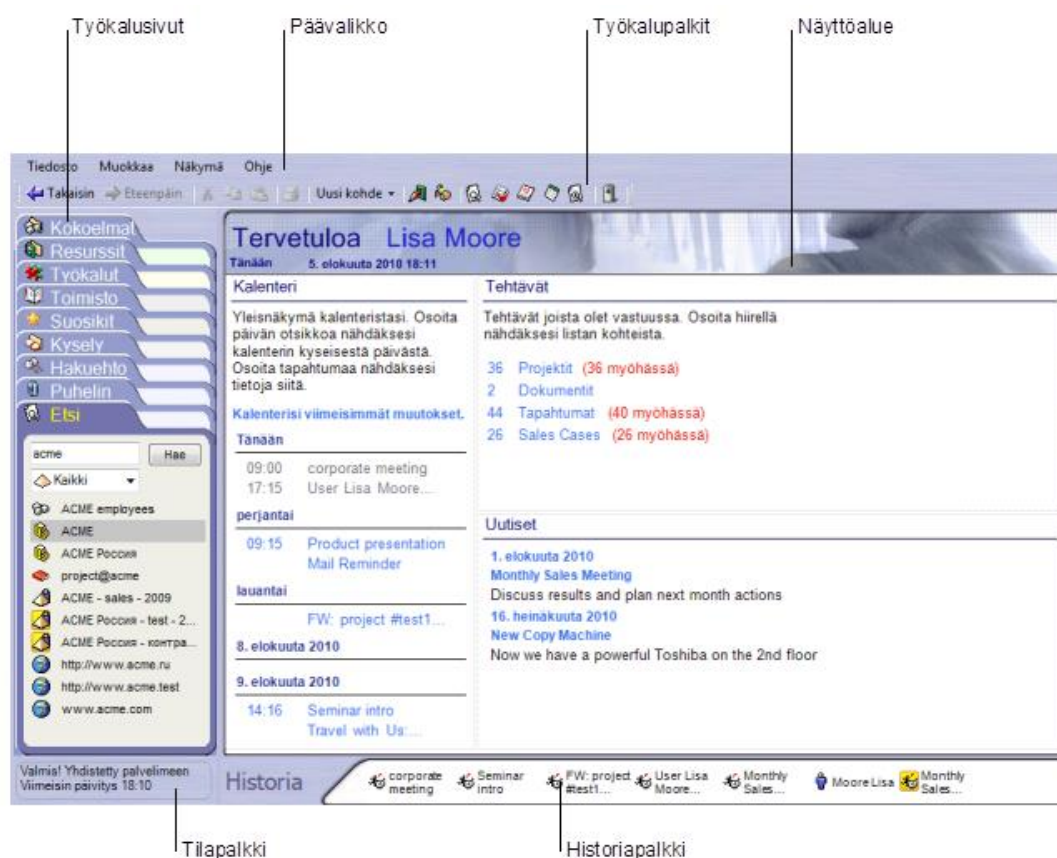 Työkalusivut Päävalikko Työkalupalkit Näyttöalue
Tiedosto Muokkaa Näkymä Ohje
Takaisin Eteenpäin Uusi kohde
Kokoelmat
Resurssit
Työkalut
Toimisto
Suosikit
Kysely
Hakuehto
Puhelin
Etsi
acme Hae
Kaikki
ACME employees
ACME
ACME Россия
project@acme
ACME - sales - 2009
ACME Россия - test - 2...
ACME Россия - контра...
http://www.acme.ru
http://www.acme.test
www.acme.com
Tervetuloa Lisa Moore
Tänään 5. elokuuta 2010 18:11
Kalenteri
Yleisnäkymä kalenteristasi. Osoita
päivän otsikkoa nähdäksesi
kalenterin kyseisestä päivästä.
Osoita tapahtumaa nähdäksesi
tietoja siitä.
Kalenterisi viimeisimmät muutokset.
Tänään
09:00 corporate meeting
17:15 User Lisa Moore...
perjantai
09:15 Product presentation
Mail Reminder
lauantai
FW: project #test1...
8. elokuuta 2010
9. elokuuta 2010
14:16 Seminar intro
Travel with Us:...
Tehtävät
Tehtävät joista olet vastuussa. Osoita hiirellä
nähdäksesi listan kohteista.
36 Projektit (36 myöhässä)
2 Dokumentit
44 Tapahtumat (40 myöhässä)
26 Sales Cases (26 myöhässä)
Uutiset
1. elokuuta 2010
Monthly Sales Meeting
Discuss results and plan next month actions
16. heinäkuuta 2010
New Copy Machine
Now we have a powerful Toshiba on the 2nd floor
Valmis! Yhdistetty palvelimeen
Viimeisin päivitys 18:10
Historia
corporate
meeting
Seminar
intro
FW: project
#test1...
User Lisa
Moore...
Monthly
Sales...
Moore Lisa
Monthly
Sales...
Tilapalkki Historiapalkki